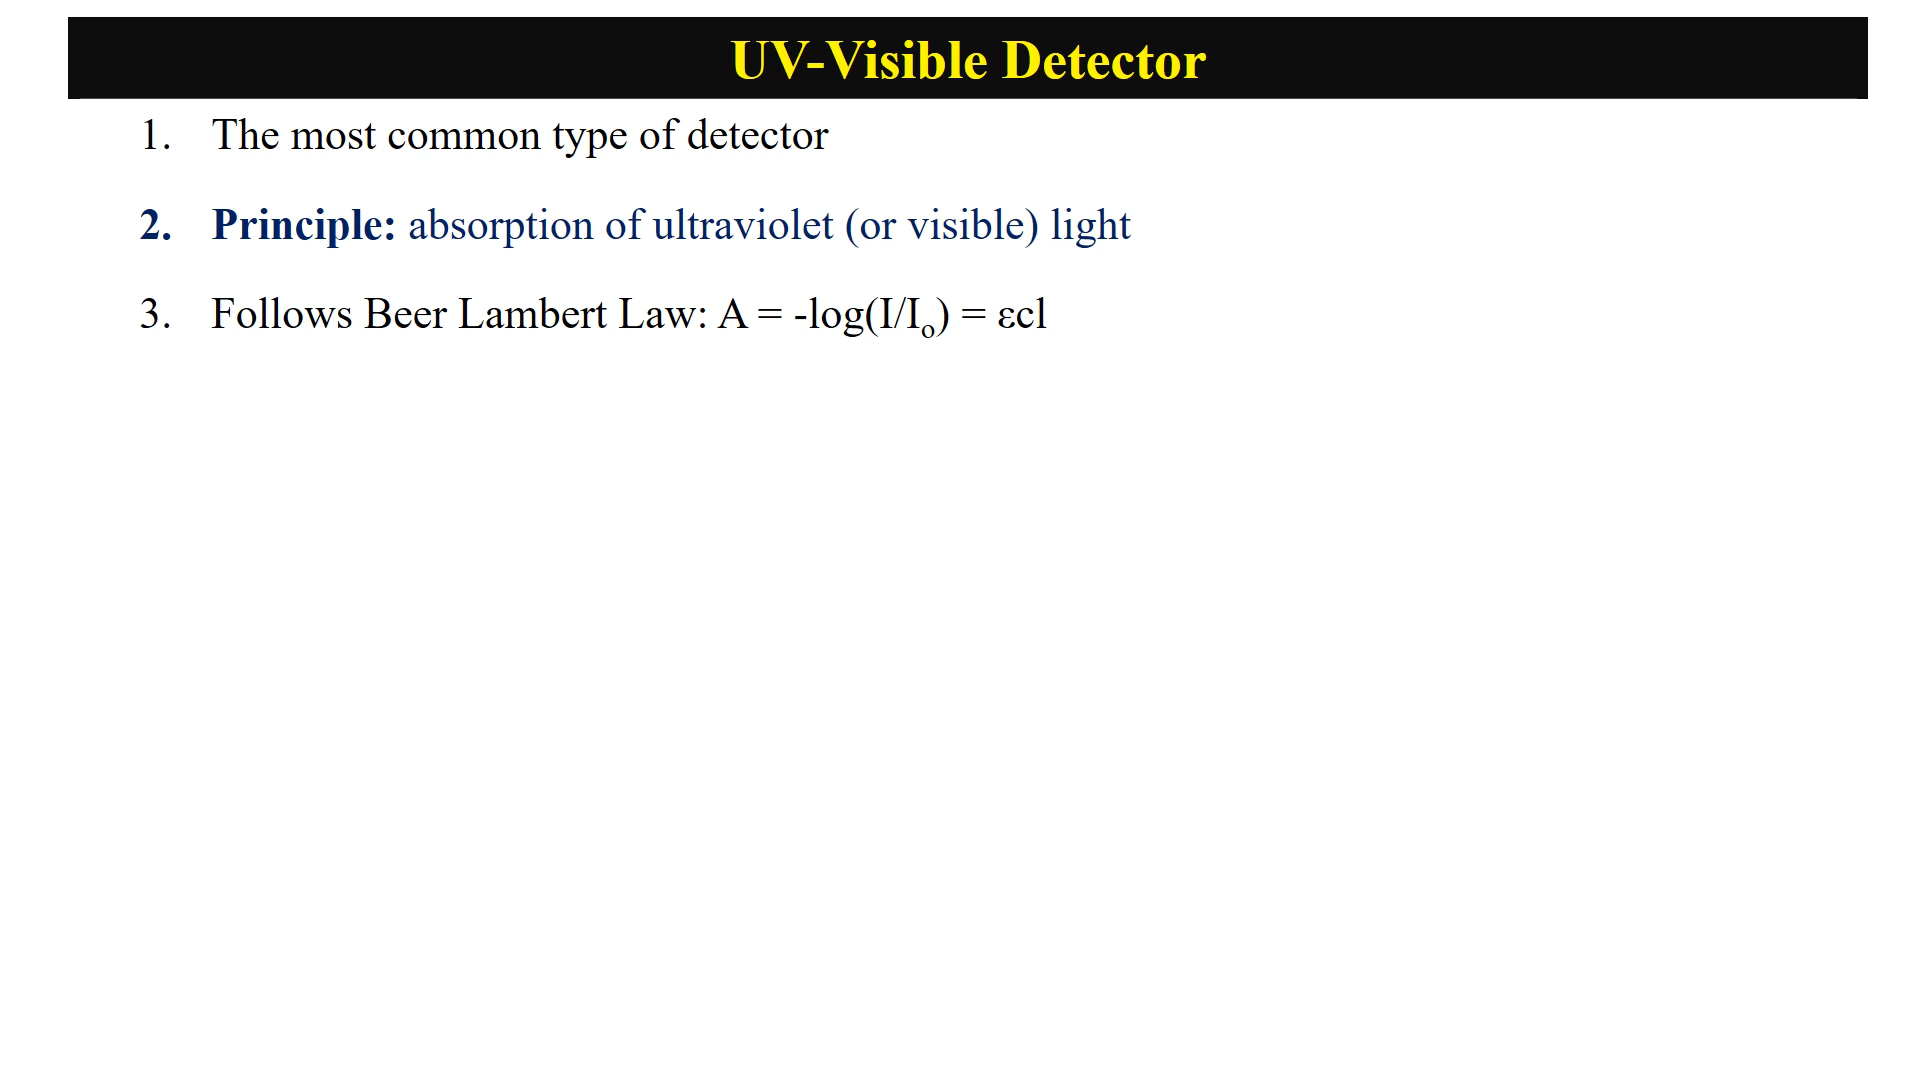 UV-Visible Detector
1. The most common type of detector
2. Principle: absorption of ultraviolet (or visible) light
3. Follows Beer Lambert Law: A = -log(I/Iₒ) = εcl